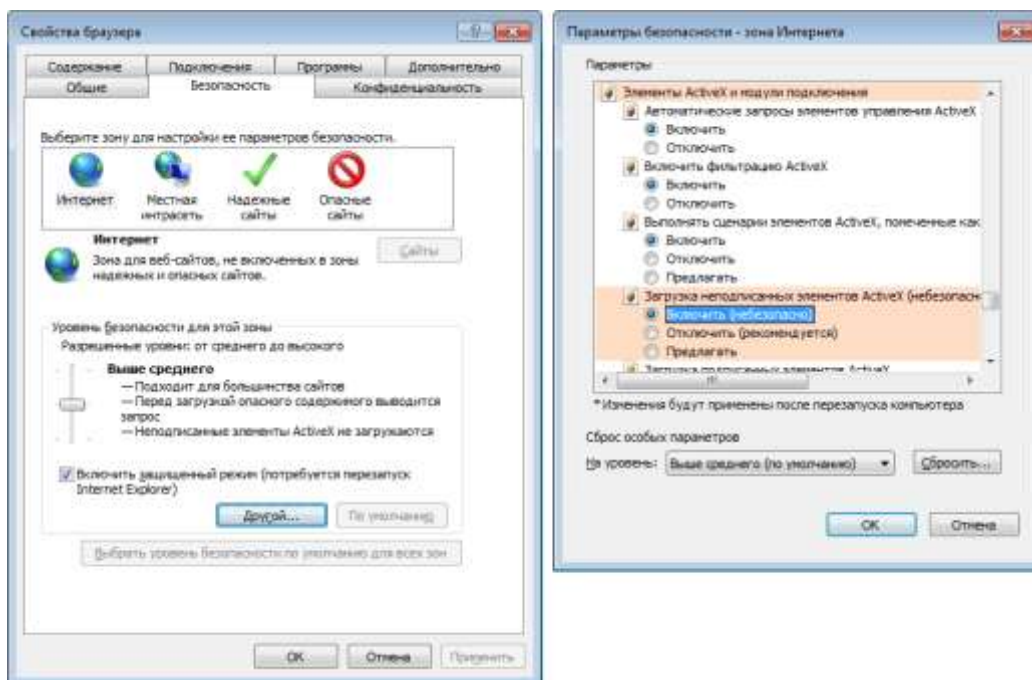 Свойства браузера
Содержание
Подключения
Программы
Дополнительно
Общие
Безопасность
Конфиденциальность
Выберите зону для настройки ее параметров безопасности.
Интернет
Местная интрасеть
Надежные сайты
Опасные сайты
Интернет
Сайты
Зона для веб-сайтов, не включенных в зоны
надежных и опасных сайтов.
Уровень безопасности для этой зоны
Разрешенные уровни: от среднего до высокого
Выше среднего
— Подходит для большинства сайтов
— Перед загрузкой опасного содержимого выводится
запрос
— Неподписанные элементы ActiveX не загружаются
Включить защищенный режим (потребуется перезапуск
Internet Explorer)
Другой...
По умолчанию
Выбрать уровень безопасности по умолчанию для всех зон
ОК
Отмена
Применить
Параметры безопасности - зона Интернета
Параметры
Элементы ActiveX и модули подключения
Автоматические запросы элементов управления ActiveX
Включить
Отключить
Включить фильтрацию ActiveX
Включить
Отключить
Выполнять сценарии элементов ActiveX, помеченные как
Включить
Отключить
Предлагать
Загрузка неподписанных элементов ActiveX (небезопасн
Включить (небезопасно)
Отключить (рекомендуется)
Предлагать
Загрузка подписанных элементов ActiveX
*Изменения будут применены после перезапуска компьютера
Сброс особых параметров
На уровень:
Выше среднего (по умолчанию)
Сбросить...
ОК
Отмена